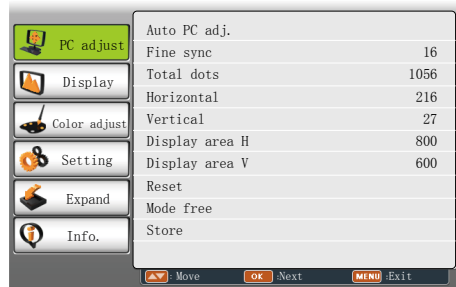 PC adjust
Display
Color adjust
Setting
Expand
Info.
Auto PC adj.
Fine sync 16
Total dots 1056
Horizontal 216
Vertical 27
Display area H 800
Display area V 600
Reset
Mode free
Store
: Move OK :Next MENU :Exit